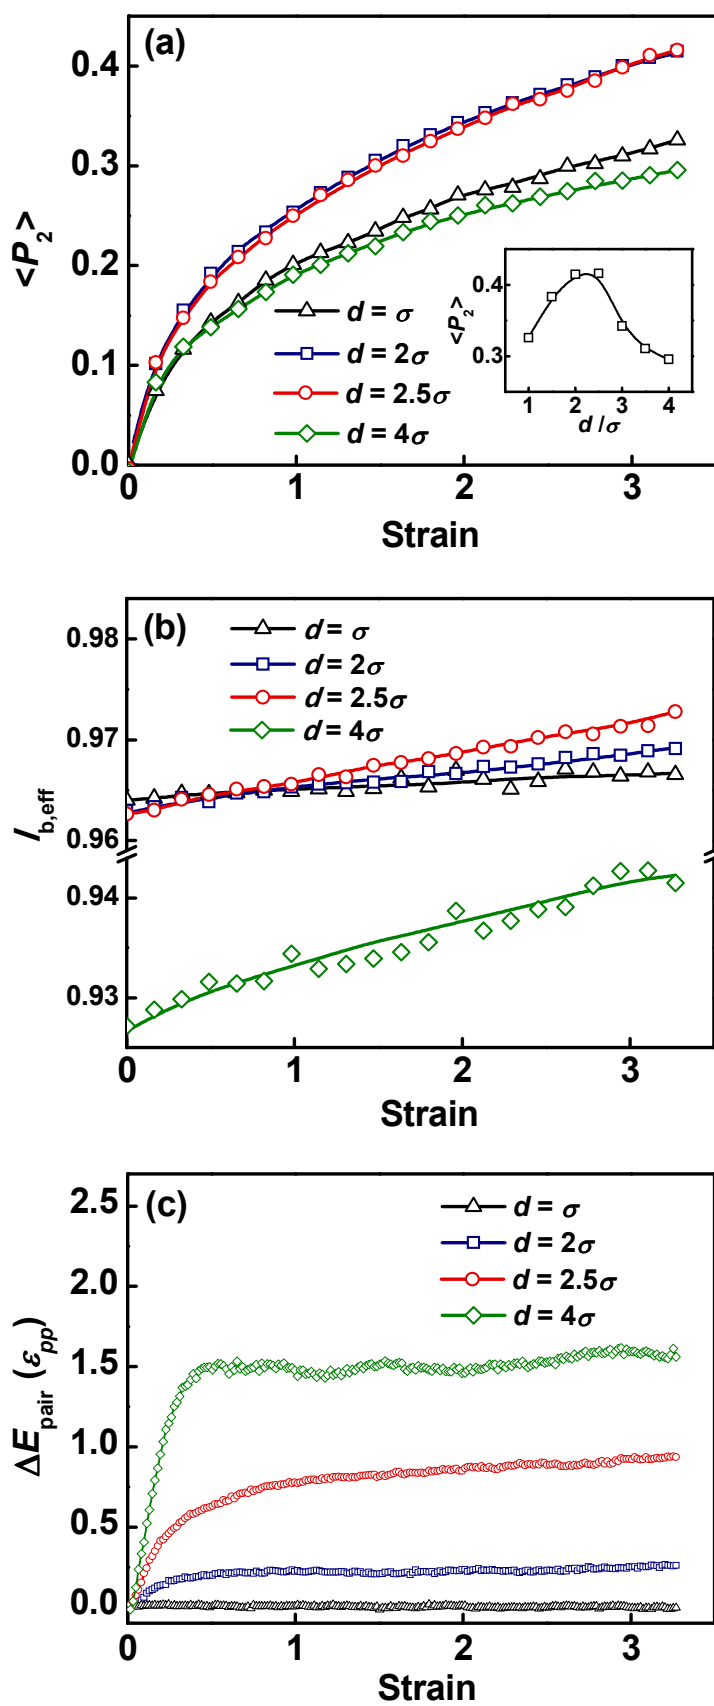 (a)
0.4
0.3
0.2
0.1
0.0
<P2>
d = σ
d = 2σ
d = 2.5σ
d = 4σ
0.4
0.3
<P2>
1 2 3 4
d /σ
0 1 2 3
Strain
(b)
0.98
0.97
0.96
0.94
0.93
lb,eff
d = σ
d = 2σ
d = 2.5σ
d = 4σ
0 1 2 3
Strain
(c)
2.5
2.0
1.5
1.0
0.5
0.0
ΔEpair (εpp)
d = σ
d = 2σ
d = 2.5σ
d = 4σ
0 1 2 3
Strain